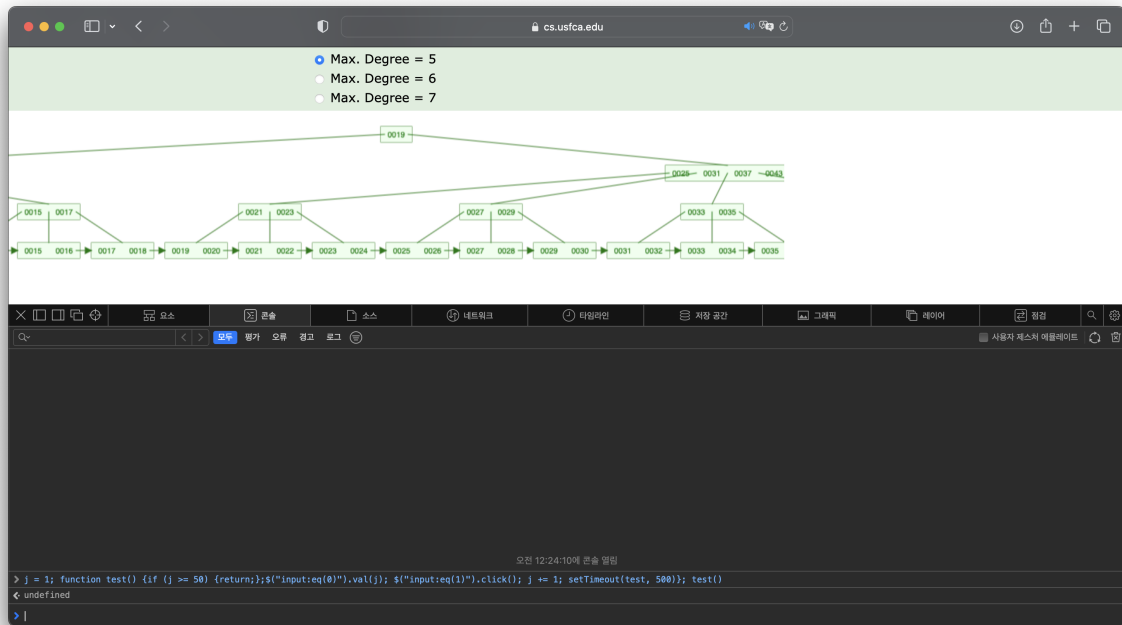 cs.usfca.edu
Max. Degree = 5
Max. Degree = 6
Max. Degree = 7
0019
0025 0031 0037 0043
0015 0017 0021 0023 0027 0029 0033 0035
0015 0016 0017 0018 0019 0020 0021 0022 0023 0024 0025 0026 0027 0028 0029 0030 0031 0032 0033 0034 0035
요소 콘솔 소스 네트워크 타임라인 저장 공간 그래픽 레이어 점검
모두 평가 오류 경고 로그 사용자 제스처 에뮬레이트
오전 12:24:10에 콘솔 열림
> j = 1; function test() {if (j >= 50) {return;};$("input:eq(0)").val(j); $("input:eq(1)").click(); j += 1; setTimeout(test, 500)}; test()
undefined
>